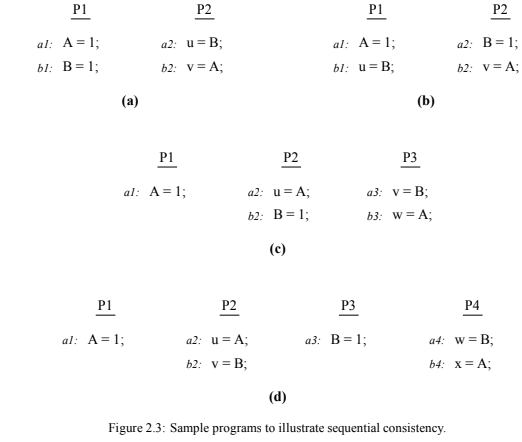 P1 P2 P1 P2
a1: A = 1; a2: u = B; a1: A = 1; a2: B = 1;
b1: B = 1; b2: v = A; b1: u = B; b2: v = A;
(a) (b)
P1 P2 P3
a1: A = 1; a2: u = A; a3: v = B;
b2: B = 1; b3: w = A;
(c)
P1 P2 P3 P4
a1: A = 1; a2: u = A; a3: B = 1; a4: w = B;
b2: v = B; b4: x = A;
(d)
Figure 2.3: Sample programs to illustrate sequential consistency.